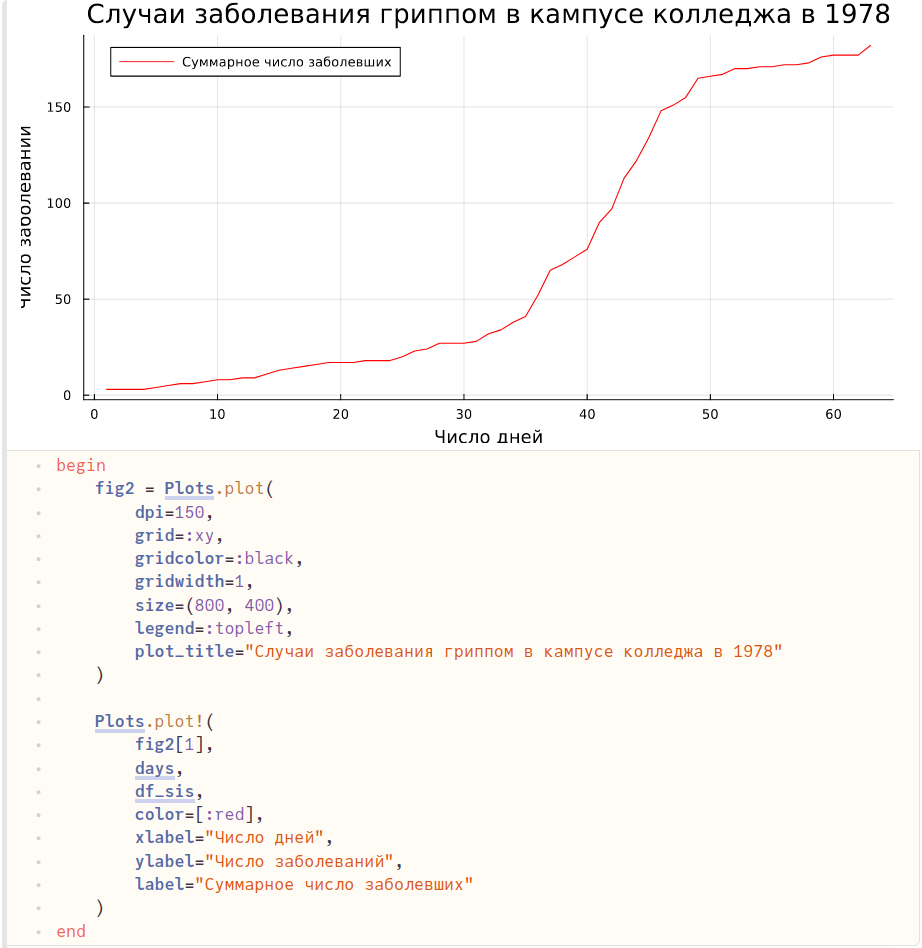 Случаи заболевания гриппом в кампусе колледжа в 1978
Суммарное число заболевших
число заболевании
150
100
50
0
0 10 20 30 40 50 60
Число дней
begin
fig2 = Plots.plot(
dpi=150,
grid=:xy,
gridcolor=:black,
gridwidth=1,
size=(800, 400),
legend=:topleft,
plot_title="Случаи заболевания гриппом в кампусе колледжа в 1978"
)
Plots.plot!(
fig2[1],
days,
df_sis,
color=[:red],
xlabel="Число дней",
ylabel="Число заболеваний",
label="Суммарное число заболевших"
)
end